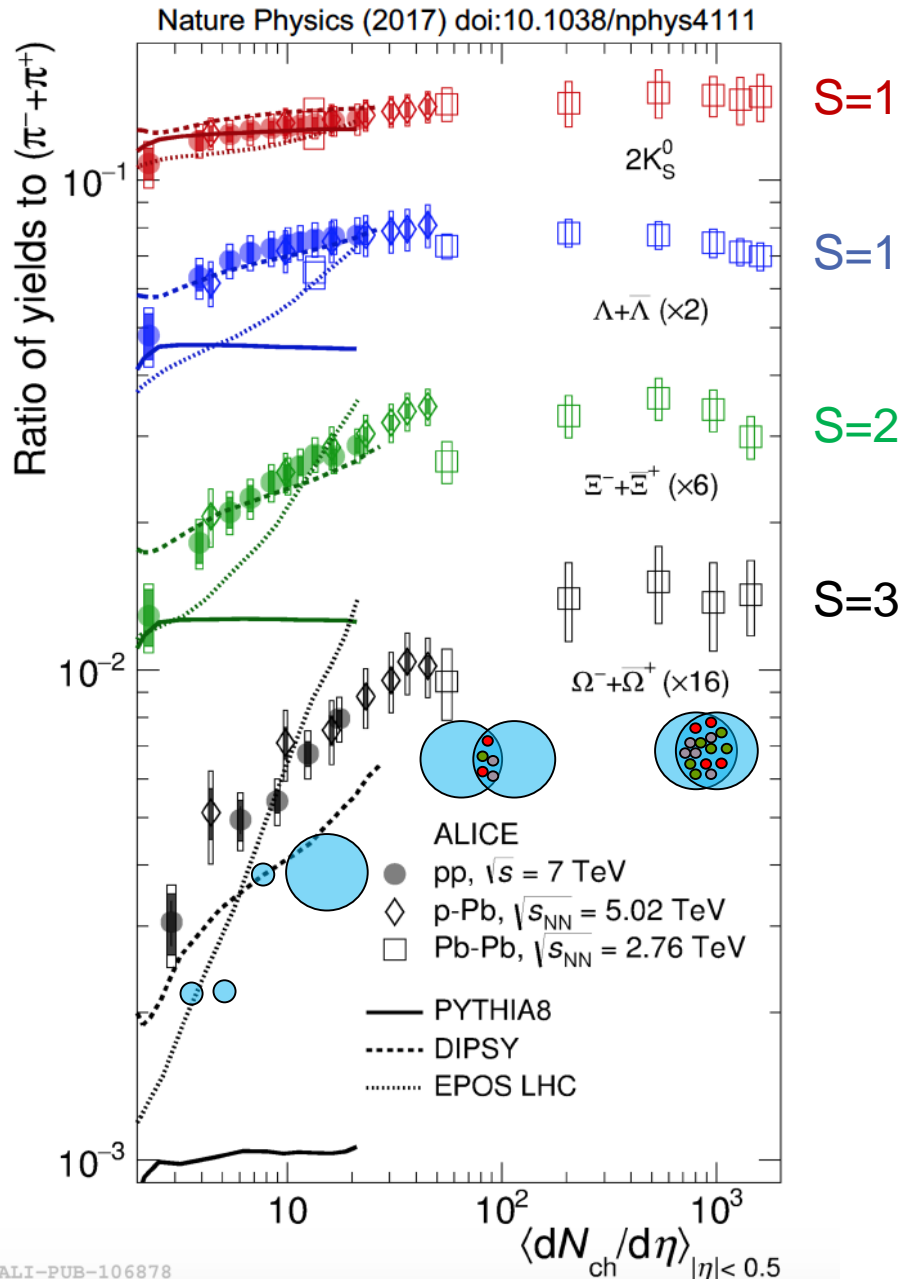 Nature Physics (2017) doi:10.1038/nphys4111
Ratio of yields to (π⁻+π⁺)
S=1
2K⁰_S
10⁻¹
S=1
Λ+Λ̅ (×2)
S=2
Ξ⁻+Ξ̅⁺ (×6)
S=3
10⁻²
Ω⁻+Ω̅⁺ (×16)
ALICE
pp, √s = 7 TeV
p-Pb, √s_NN = 5.02 TeV
Pb-Pb, √s_NN = 2.76 TeV
PYTHIA8
DIPSY
EPOS LHC
10⁻³
10 10² 10³
⟨dN_ch/dη⟩_|η|< 0.5
ALI-PUB-106878